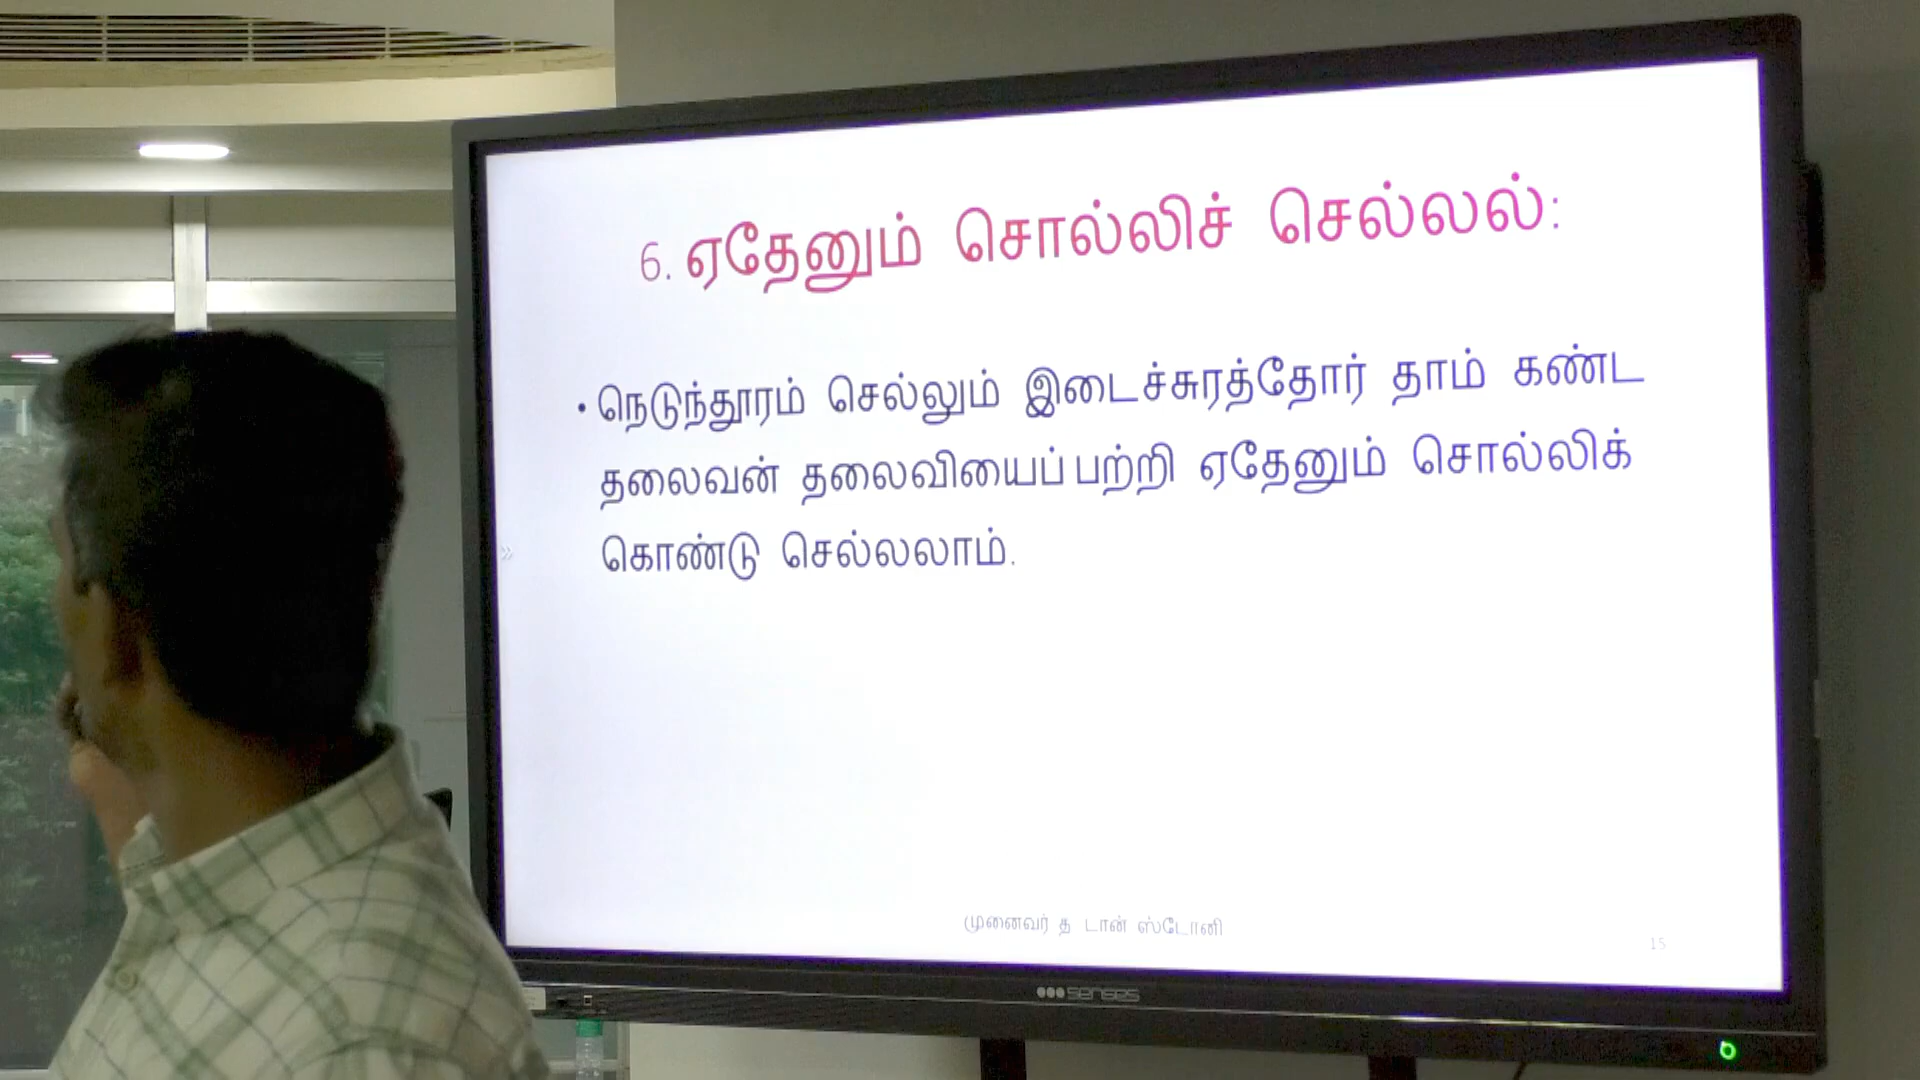 6. ஏதேனும் சொல்லிச் செல்லல்:
• நெடுந்தூரம் செல்லும் இடைச்சுரத்தோர் தாம் கண்ட
தலைவன் தலைவியைப் பற்றி ஏதேனும் சொல்லிக்
கொண்டு செல்லலாம்.
முனைவர் த டான் ஸ்டோனி
15
senses